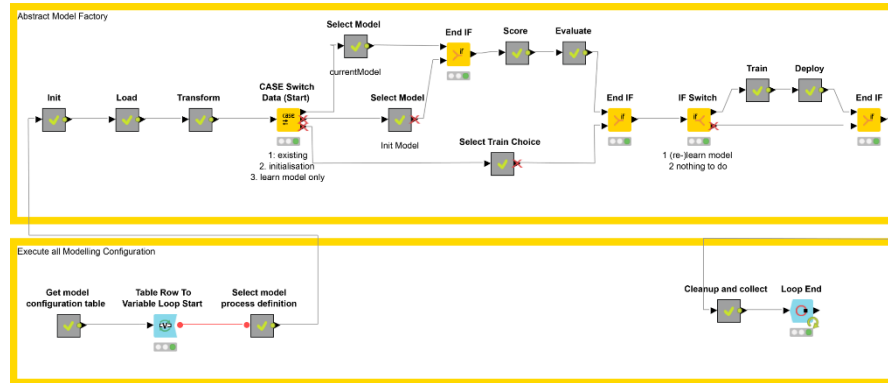 Abstract Model Factory
Select Model
End IF
Score
Evaluate
currentModel
Init
Load
Transform
CASE Switch
Data (Start)
Select Model
End IF
IF Switch
Train
Deploy
End IF
case
Init Model
Select Train Choice
1: existing
2. initialisation
3. learn model only
1 (re-)learn model
2 nothing to do
Execute all Modelling Configuration
Get model
configuration table
Table Row To
Variable Loop Start
Select model
process definition
Cleanup and collect
Loop End